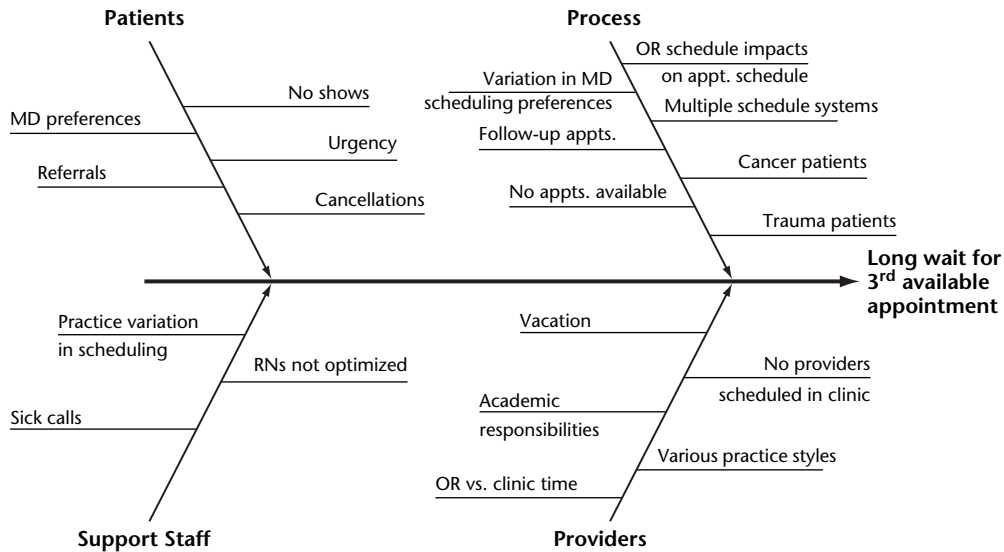 Patients
No shows
MD preferences
Urgency
Referrals
Cancellations
Process
OR schedule impacts
on appt. schedule
Variation in MD
scheduling preferences
Multiple schedule systems
Follow-up appts.
Cancer patients
No appts. available
Trauma patients
Long wait for
3rd available
appointment
Practice variation
in scheduling
RNs not optimized
Sick calls
Support Staff
Vacation
No providers
scheduled in clinic
Academic
responsibilities
Various practice styles
OR vs. clinic time
Providers